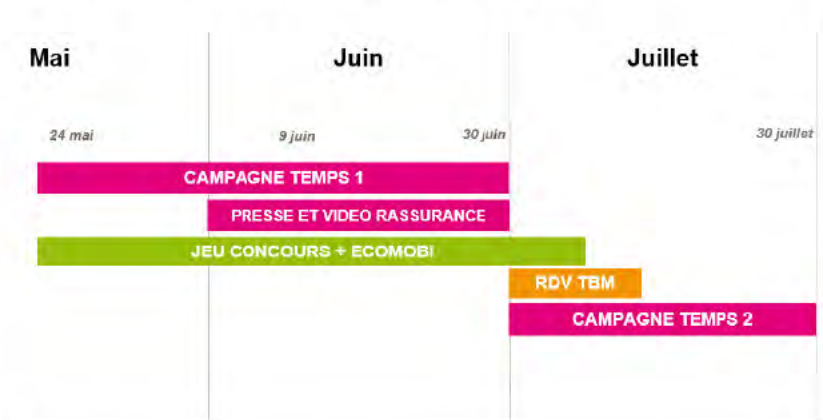 Mai
Juin
Juillet
24 mai
9 juin
30 juin
30 juillet
CAMPAGNE TEMPS 1
PRESSE ET VIDEO RASSURANCE
JEU CONCOURS + ECOMOBI
RDV TBM
CAMPAGNE TEMPS 2